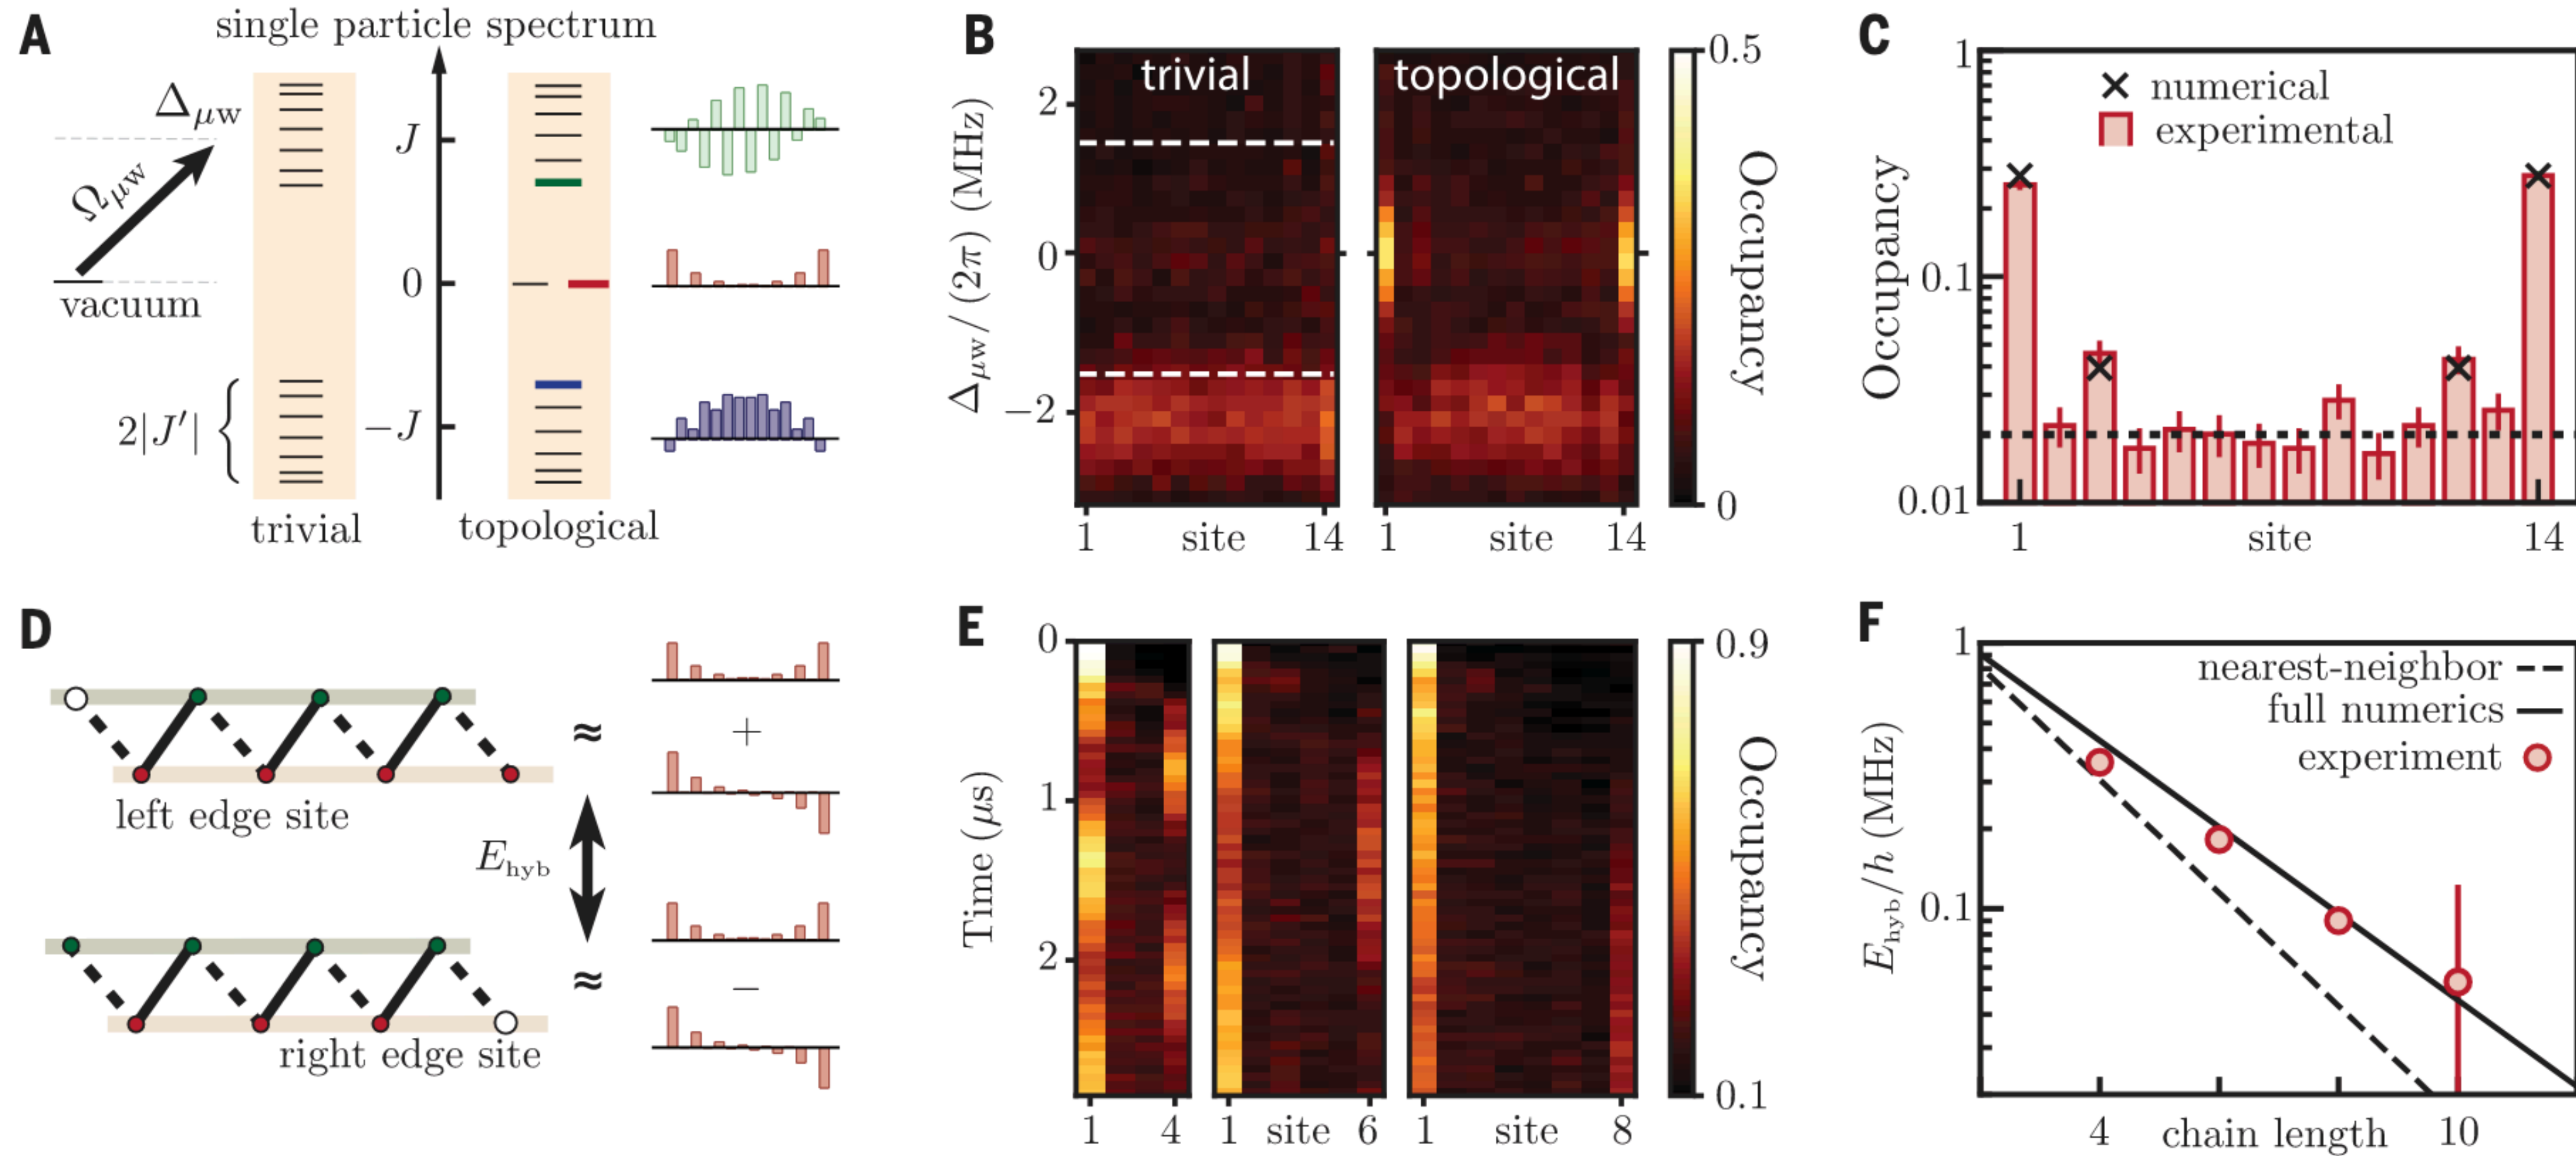 A
single particle spectrum
Δμw
Ωμw
vacuum
J
0
−J
2|J′|
trivial
topological
B
trivial
topological
Δμw/(2π) (MHz)
2
0
−2
1
site
14
1
site
14
0.5
0
Occupancy
C
Occupancy
1
0.1
0.01
× numerical
experimental
1
site
14
D
left edge site
≈
+
Ehyb
≈
−
right edge site
E
Time (μs)
0
1
2
1
4
1
site
6
1
site
8
0.9
0.1
Occupancy
F
Ehyb/h (MHz)
1
0.1
nearest-neighbor
full numerics
experiment
4
chain length
10